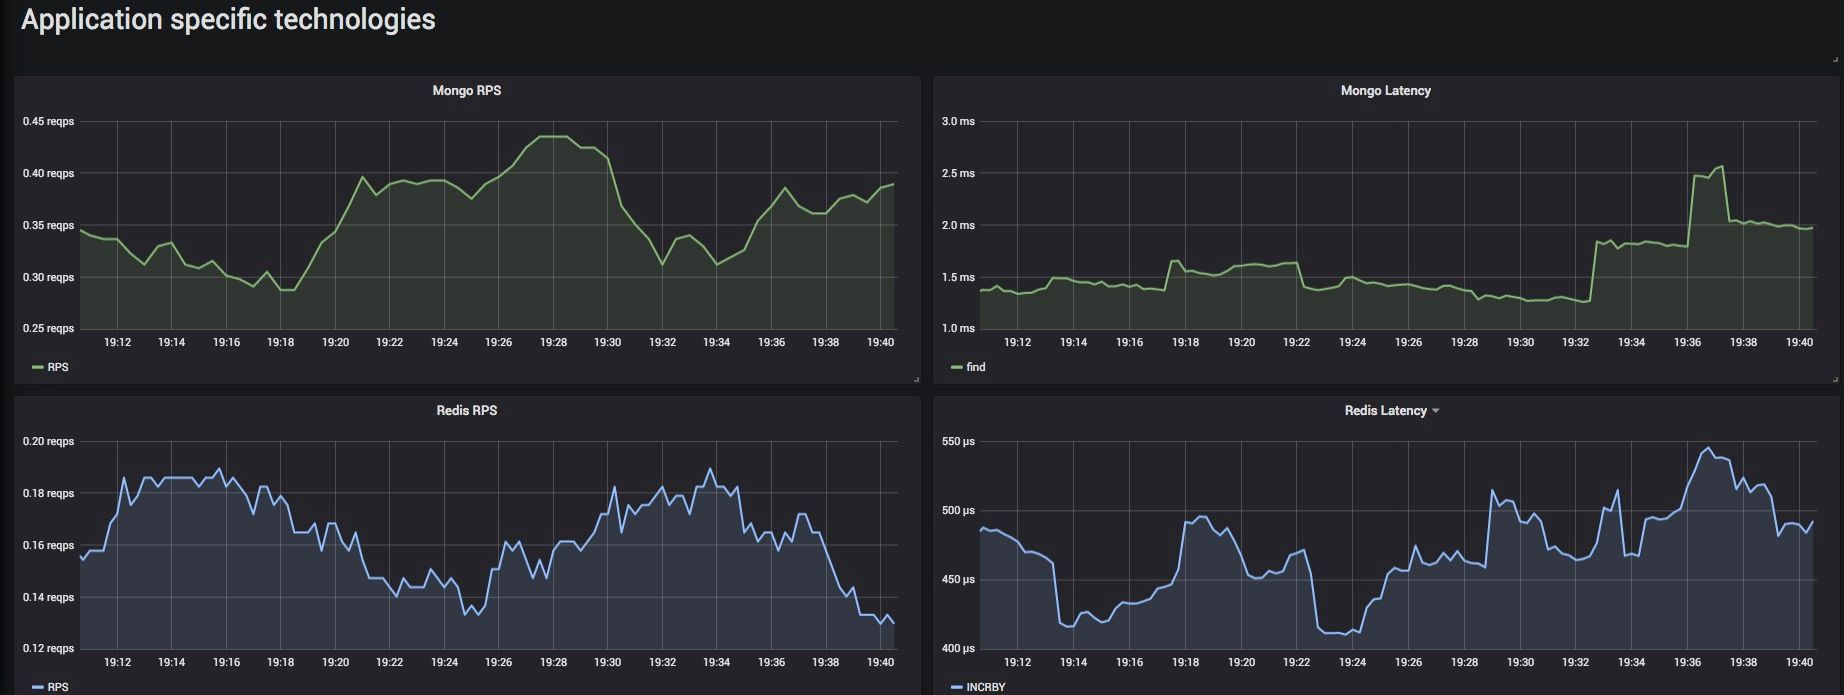 Application specific technologies
Mongo RPS
0.45 reqps
0.40 reqps
0.35 reqps
0.30 reqps
0.25 reqps
19:12 19:14 19:16 19:18 19:20 19:22 19:24 19:26 19:28 19:30 19:32 19:34 19:36 19:38 19:40
RPS
Mongo Latency
3.0 ms
2.5 ms
2.0 ms
1.5 ms
1.0 ms
19:12 19:14 19:16 19:18 19:20 19:22 19:24 19:26 19:28 19:30 19:32 19:34 19:36 19:38 19:40
find
Redis RPS
0.20 reqps
0.18 reqps
0.16 reqps
0.14 reqps
0.12 reqps
19:12 19:14 19:16 19:18 19:20 19:22 19:24 19:26 19:28 19:30 19:32 19:34 19:36 19:38 19:40
RPS
Redis Latency
550 µs
500 µs
450 µs
400 µs
19:12 19:14 19:16 19:18 19:20 19:22 19:24 19:26 19:28 19:30 19:32 19:34 19:36 19:38 19:40
INCRBY